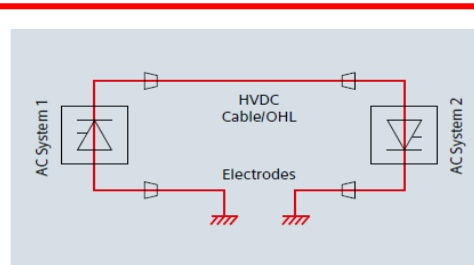 AC System 1
HVDC
Cable/OHL
Electrodes
AC System 2